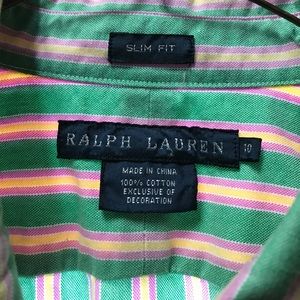 SLIM FIT
RALPH LAUREN
10
MADE IN CHINA
100% COTTON
EXCLUSIVE OF
DECORATION